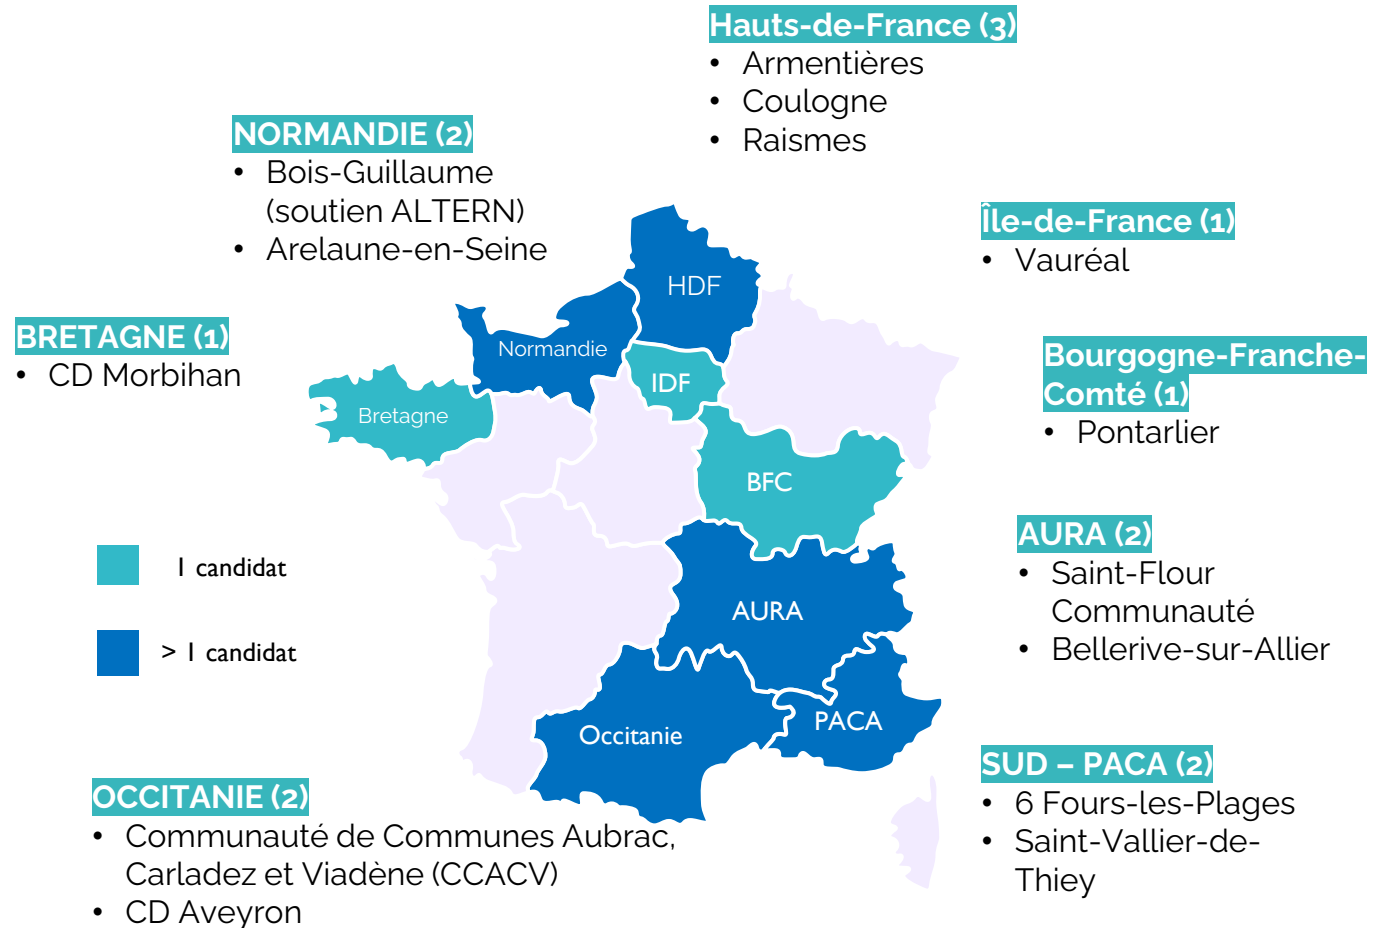 Hauts-de-France (3)
• Armentières
• Coulogne
• Raismes
NORMANDIE (2)
• Bois-Guillaume
(soutien ALTERN)
• Arelaune-en-Seine
Île-de-France (1)
• Vauréal
BRETAGNE (1)
• CD Morbihan
Bourgogne-Franche-
Comté (1)
• Pontarlier
HDF
Normandie
IDF
Bretagne
BFC
AURA
PACA
Occitanie
1 candidat
> 1 candidat
AURA (2)
• Saint-Flour
Communauté
• Bellerive-sur-Allier
SUD – PACA (2)
• 6 Fours-les-Plages
• Saint-Vallier-de-
Thiey
OCCITANIE (2)
• Communauté de Communes Aubrac,
Carladez et Viadène (CCACV)
• CD Aveyron